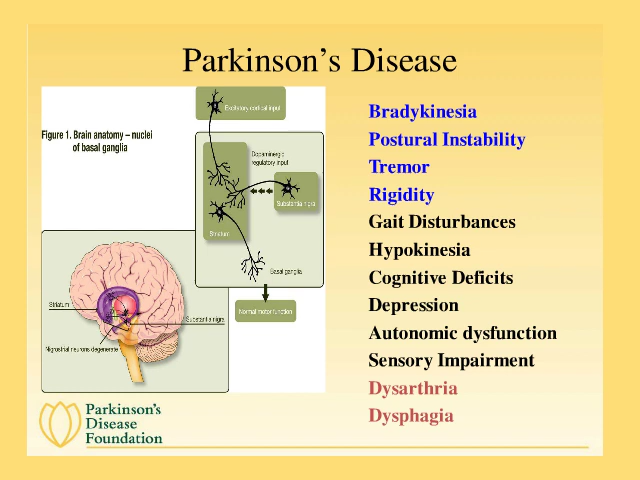 Parkinson's Disease
Figure 1. Brain anatomy – nuclei
of basal ganglia
Excitatory cortical input
Dopaminergic
regulatory input
Substantia nigra
Striatum
Basal ganglia
Normal motor function
Striatum
Substantia nigra
Nigrostrial neurons degenerate
Bradykinesia
Postural Instability
Tremor
Rigidity
Gait Disturbances
Hypokinesia
Cognitive Deficits
Depression
Autonomic dysfunction
Sensory Impairment
Dysarthria
Dysphagia
Parkinson's
Disease
Foundation